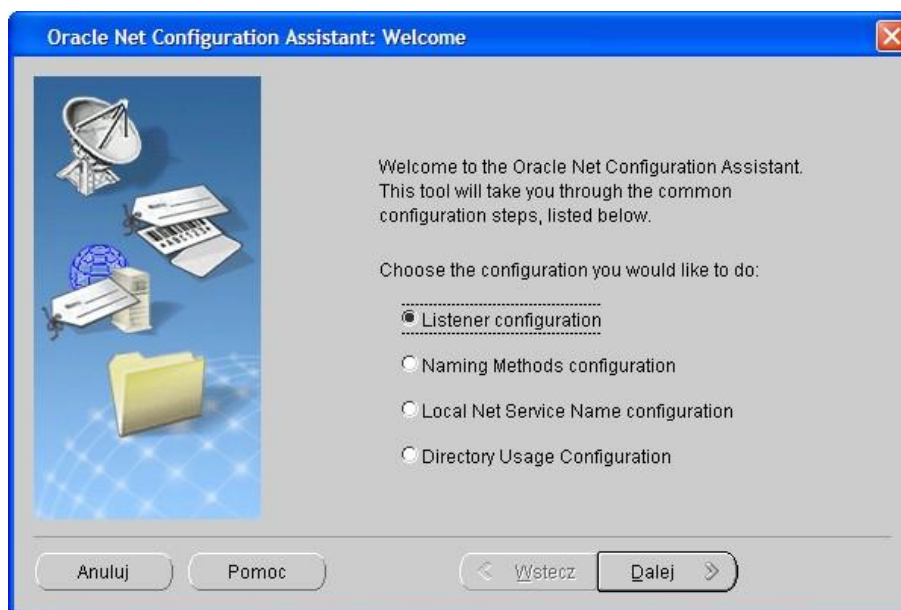 Oracle Net Configuration Assistant: Welcome
Welcome to the Oracle Net Configuration Assistant.
This tool will take you through the common
configuration steps, listed below.
Choose the configuration you would like to do:
Listener configuration
Naming Methods configuration
Local Net Service Name configuration
Directory Usage Configuration
Anuluj
Pomoc
Wstecz
Dalej